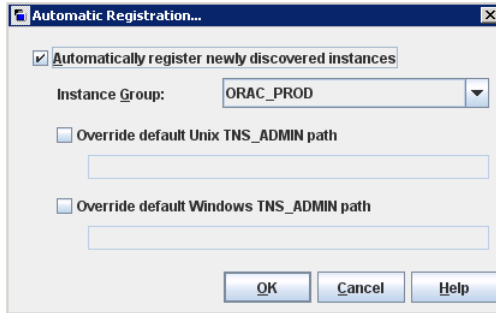 Automatic Registration...
Automatically register newly discovered instances
Instance Group: ORAC_PROD
Override default Unix TNS_ADMIN path
Override default Windows TNS_ADMIN path
OK Cancel Help